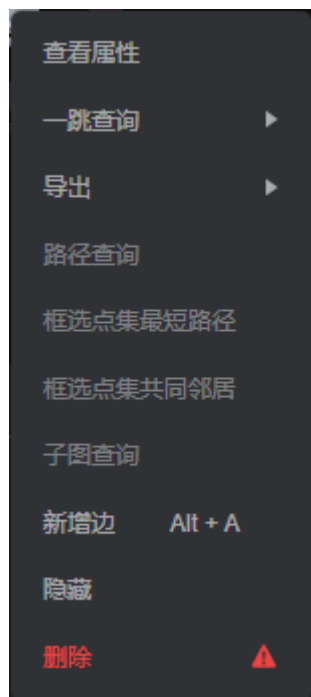 查看属性
一跳查询
导出
路径查询
框选点集最短路径
框选点集共同邻居
子图查询
新增边 Alt + A
隐藏
删除